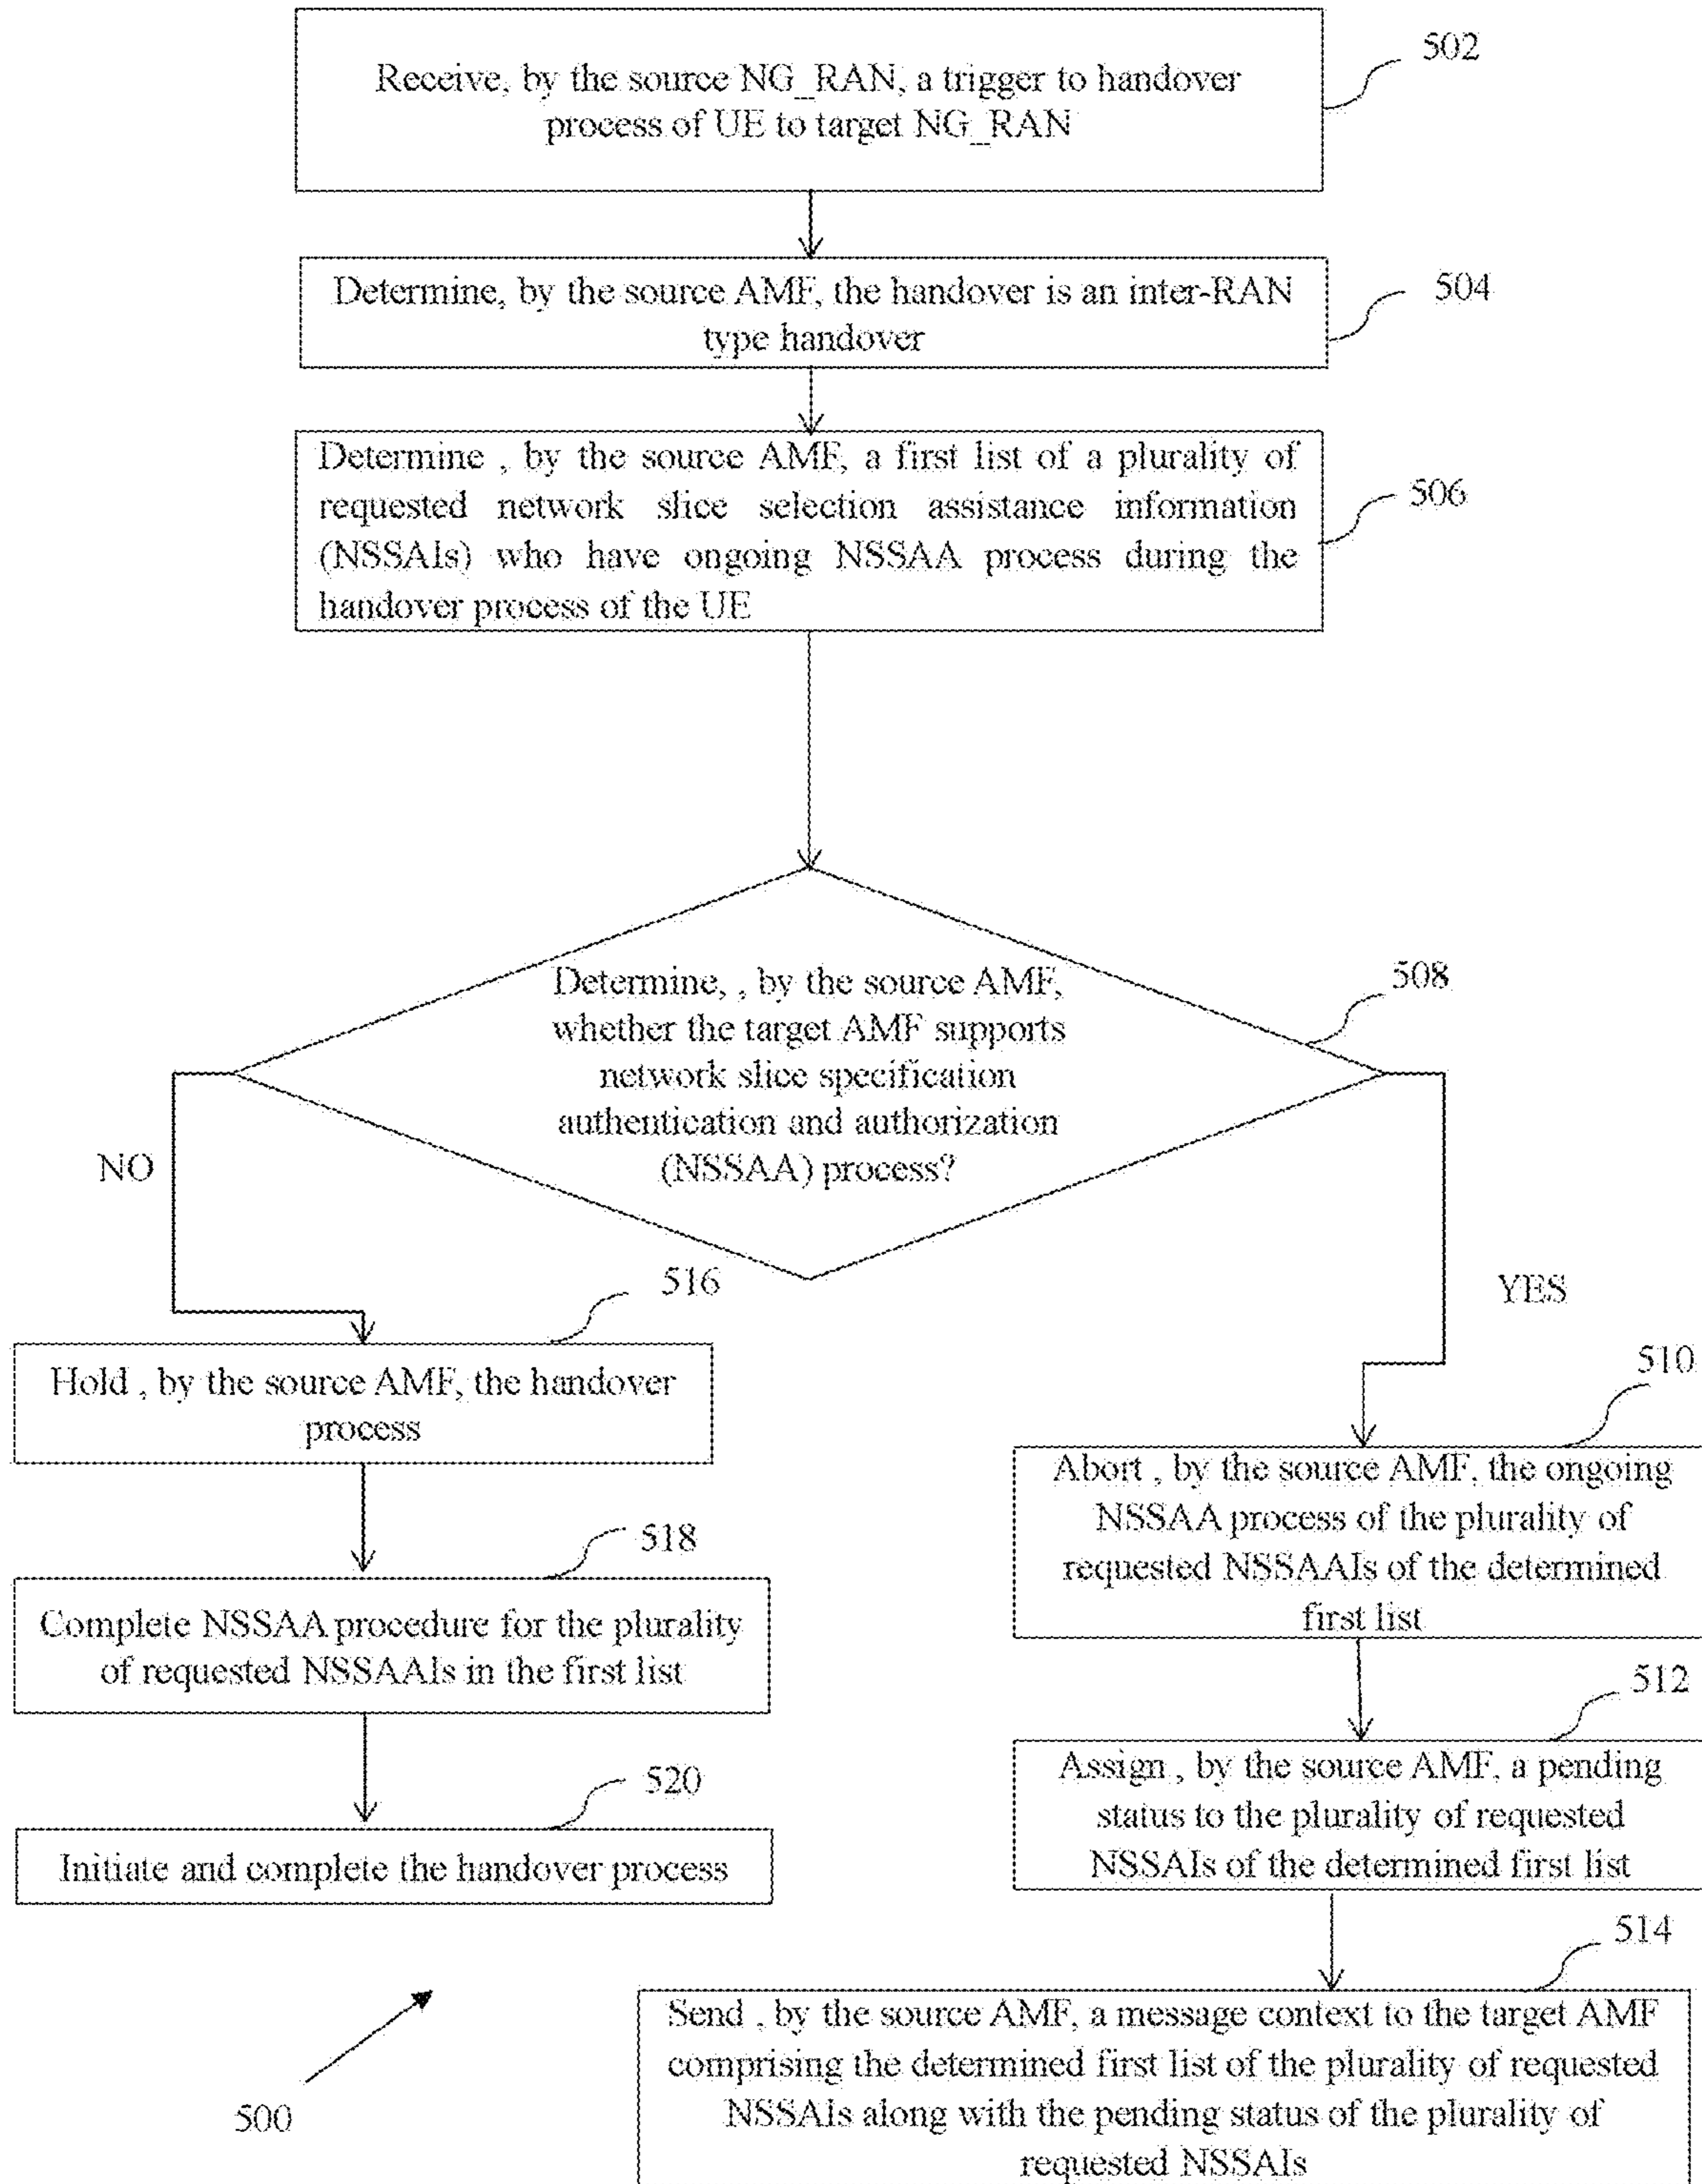 Receive, by the source NG_RAN, a trigger to handover
process of UE to target NG_RAN
502
Determine, by the source AMF, the handover is an inter-RAN
type handover
504
Determine , by the source AMF, a first list of a plurality of
requested network slice selection assistance information
(NSSAIs) who have ongoing NSSAA process during the
handover process of the UE
506
Determine, , by the source AMF,
whether the target AMF supports
network slice specification
authentication and authorization
(NSSAA) process?
508
NO
YES
516
Hold , by the source AMF, the handover
process
510
Abort , by the source AMF, the ongoing
NSSAA process of the plurality of
requested NSSAAIs of the determined
first list
518
Complete NSSAA procedure for the plurality
of requested NSSAAIs in the first list
512
Assign , by the source AMF, a pending
status to the plurality of requested
NSSAIs of the determined first list
520
Initiate and complete the handover process
514
Send , by the source AMF, a message context to the target AMF
comprising the determined first list of the plurality of requested
NSSAIs along with the pending status of the plurality of
requested NSSAIs
500